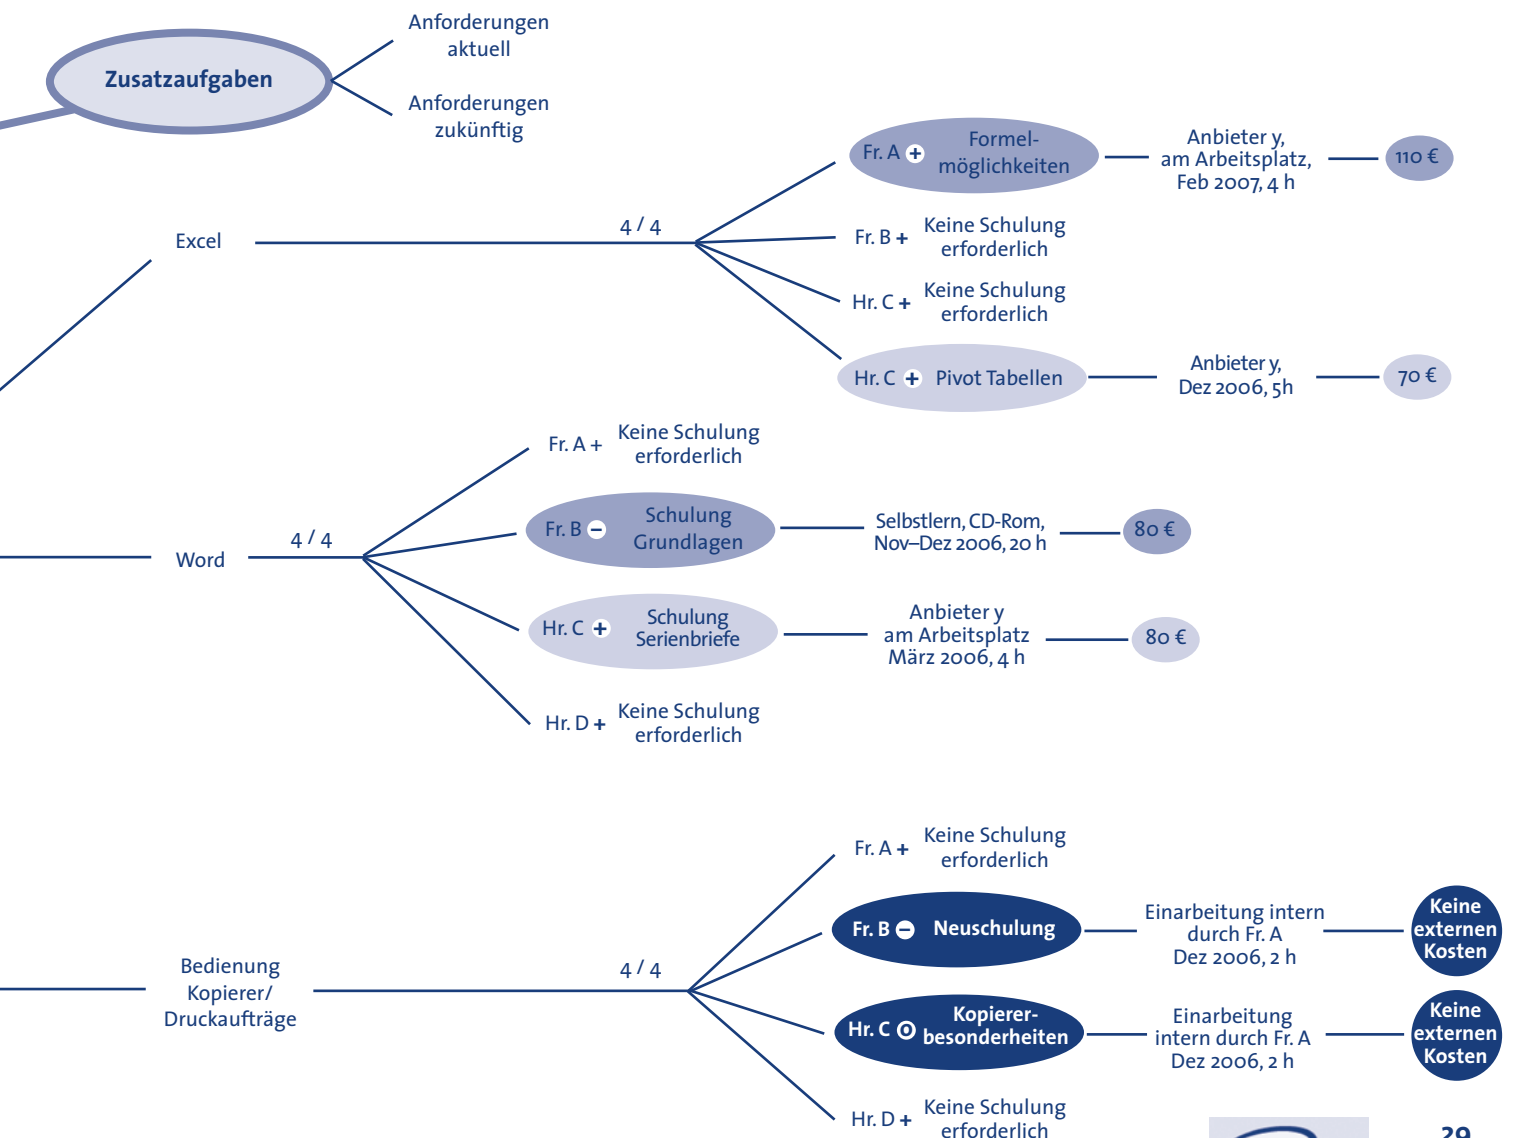 Zusatzaufgaben
Anforderungen
aktuell
Anforderungen
zukünftig
Excel
4 / 4
Fr. A +
Formel-
möglichkeiten
Anbieter y,
am Arbeitsplatz,
Feb 2007, 4 h
110 €
Fr. B +
Keine Schulung
erforderlich
Hr. C +
Keine Schulung
erforderlich
Hr. C +
Pivot Tabellen
Anbieter y,
Dez 2006, 5h
70 €
Word
4 / 4
Fr. A +
Keine Schulung
erforderlich
Fr. B –
Schulung
Grundlagen
Selbstlern, CD-Rom,
Nov–Dez 2006, 20 h
80 €
Hr. C +
Schulung
Serienbriefe
Anbieter y
am Arbeitsplatz
März 2006, 4 h
80 €
Hr. D +
Keine Schulung
erforderlich
Bedienung
Kopierer/
Druckaufträge
4 / 4
Fr. A +
Keine Schulung
erforderlich
Fr. B –
Neuschulung
Einarbeitung intern
durch Fr. A
Dez 2006, 2 h
Keine
externen
Kosten
Hr. C o
Kopierer-
besonderheiten
Einarbeitung
intern durch Fr. A
Dez 2006, 2 h
Keine
externen
Kosten
Hr. D +
Keine Schulung
erforderlich
29